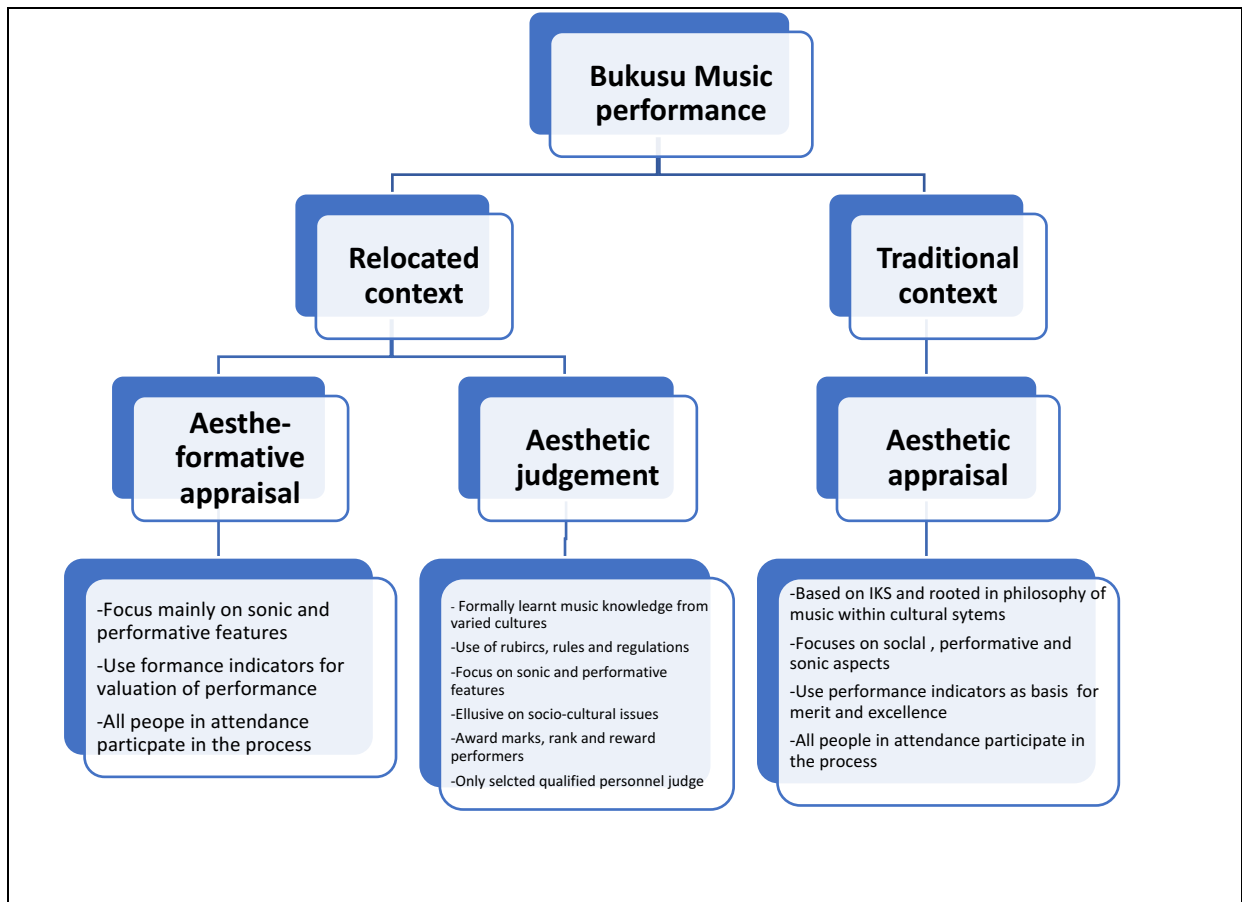 Bukusu Music
performance
Relocated
context
Traditional
context
Aesthe-
formative
appraisal
Aesthetic
judgement
Aesthetic
appraisal
-Focus mainly on sonic and
performative features
-Use formance indicators for
valuation of performance
-All peope in attendance
particpate in the process
- Formally learnt music knowledge from
varied cultures
-Use of rubircs, rules and regulations
-Focus on sonic and performative
features
-Ellusive on socio-cultural issues
-Award marks, rank and reward
performers
-Only selcted qualified personnel judge
-Based on IKS and rooted in philosophy of
music within cultural sytems
-Focuses on soclal , performative and
sonic aspects
-Use performance indicators as basis for
merit and excellence
-All people in attendance participate in
the process